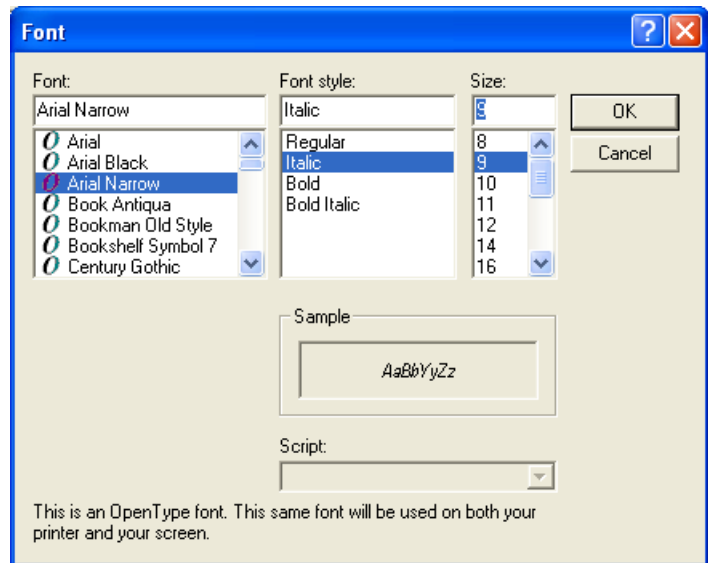 Font
Font: Font style: Size:
Arial Narrow Italic 9 OK
Arial Regular 8 Cancel
Arial Black Italic 9
Arial Narrow Bold 10
Book Antiqua Bold Italic 11
Bookman Old Style 12
Bookshelf Symbol 7 14
Century Gothic 16
Sample
AaBbYyZz
Script:
This is an OpenType font. This same font will be used on both your
printer and your screen.